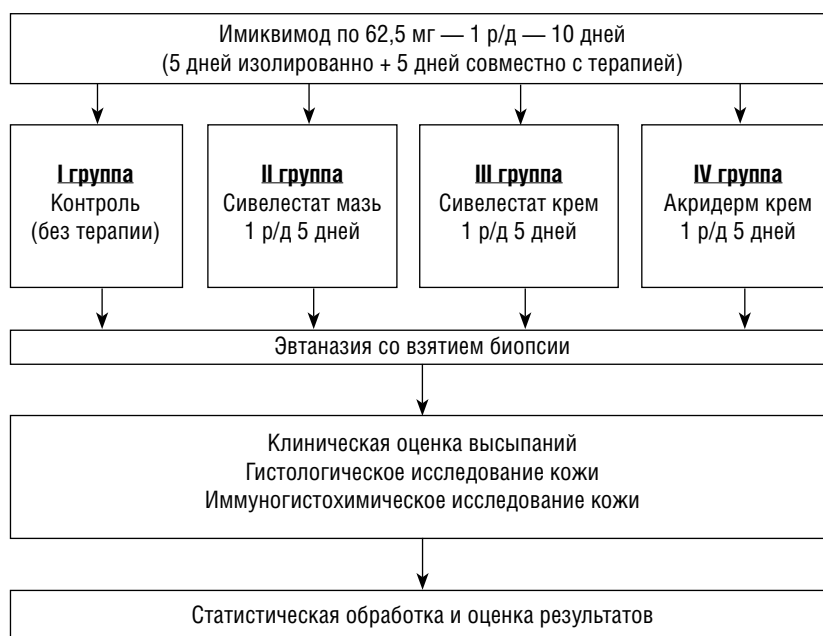 Имиквимод по 62,5 мг — 1 р/д — 10 дней
(5 дней изолированно + 5 дней совместно с терапией)
I группа
Контроль
(без терапии)
II группа
Сивелестат мазь
1 р/д 5 дней
III группа
Сивелестат крем
1 р/д 5 дней
IV группа
Акридерм крем
1 р/д 5 дней
Эвтаназия со взятием биопсии
Клиническая оценка высыпаний
Гистологическое исследование кожи
Иммуногистохимическое исследование кожи
Статистическая обработка и оценка результатов